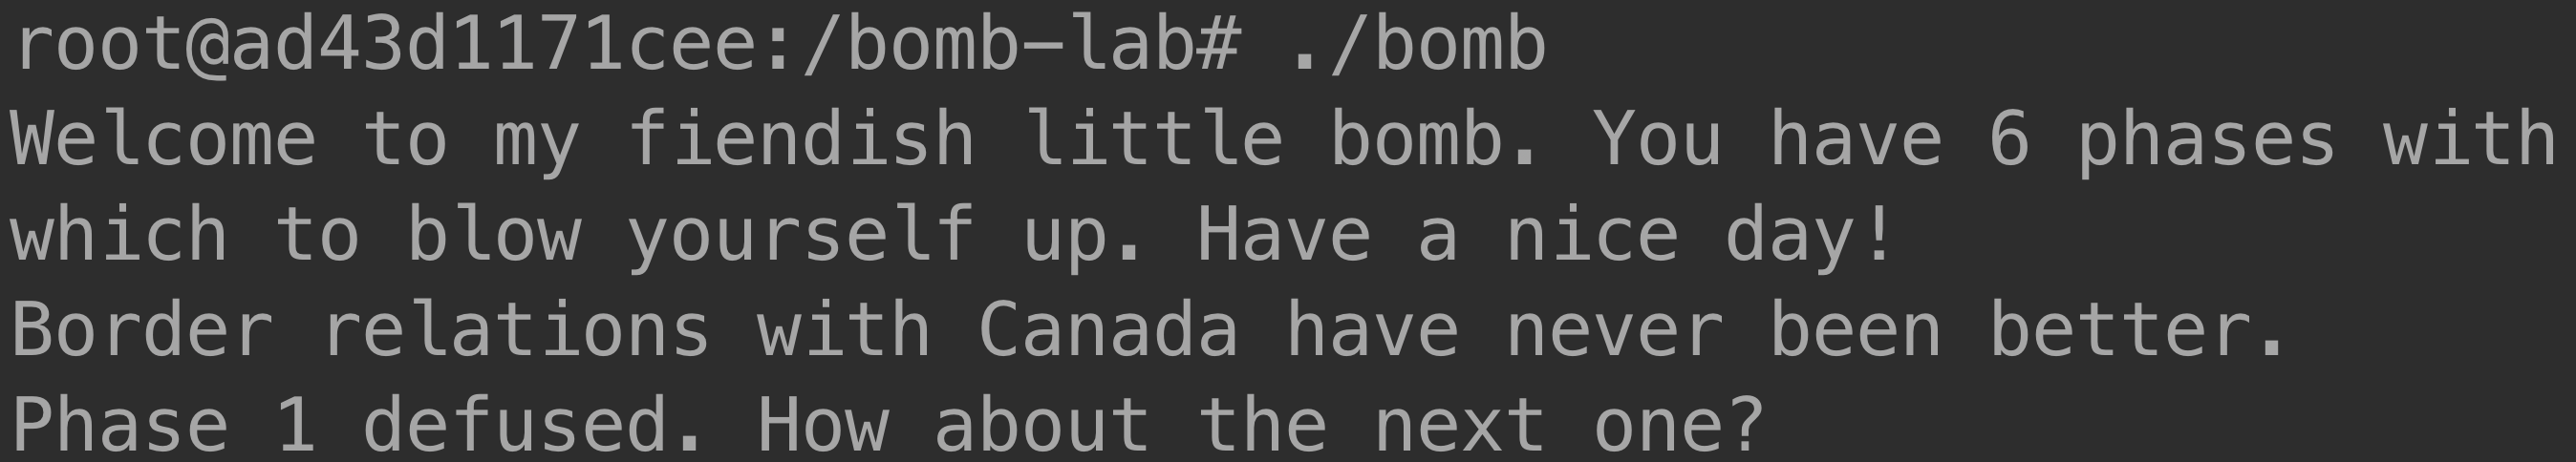 root@ad43d1171cee:/bomb-lab# ./bomb
Welcome to my fiendish little bomb. You have 6 phases with
which to blow yourself up. Have a nice day!
Border relations with Canada have never been better.
Phase 1 defused. How about the next one?